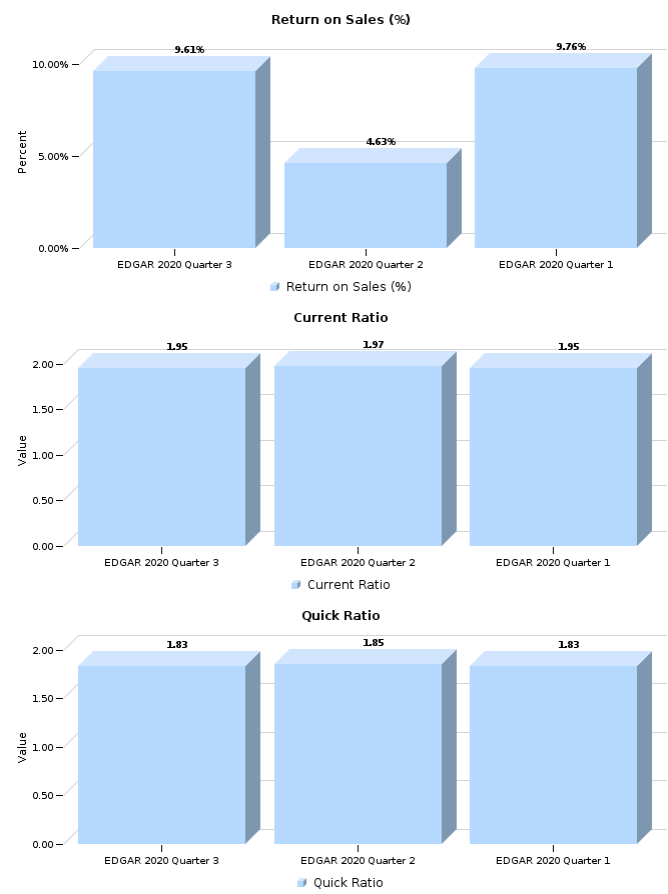 Return on Sales (%)
9.61%
4.63%
9.76%
10.00%
5.00%
0.00%
Percent
EDGAR 2020 Quarter 3
EDGAR 2020 Quarter 2
EDGAR 2020 Quarter 1
Return on Sales (%)
Current Ratio
1.95
1.97
1.95
2.00
1.50
1.00
0.50
0.00
Value
EDGAR 2020 Quarter 3
EDGAR 2020 Quarter 2
EDGAR 2020 Quarter 1
Current Ratio
Quick Ratio
1.83
1.85
1.83
2.00
1.50
1.00
0.50
0.00
Value
EDGAR 2020 Quarter 3
EDGAR 2020 Quarter 2
EDGAR 2020 Quarter 1
Quick Ratio